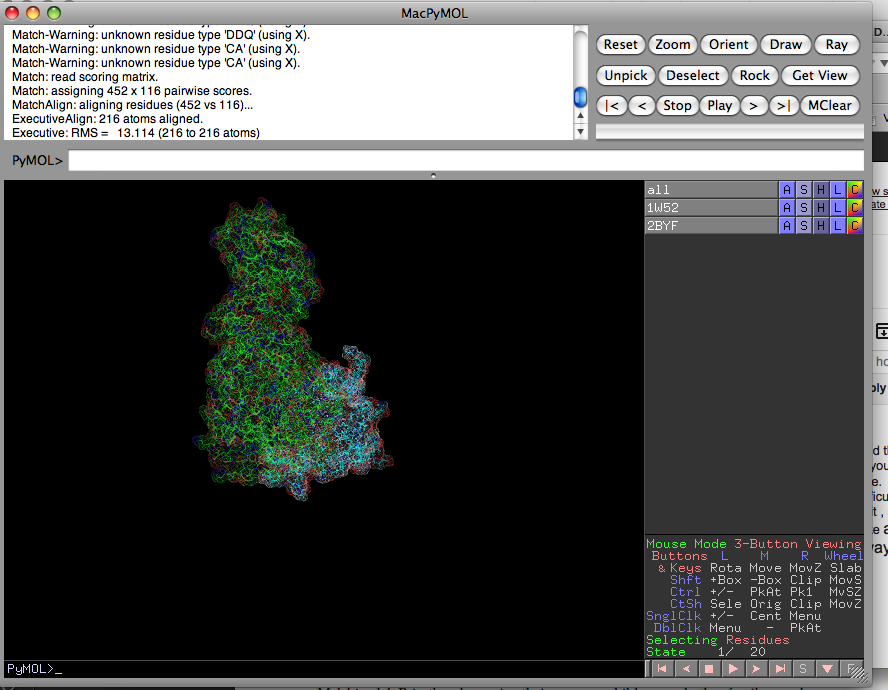 MacPyMOL
Match-Warning: unknown residue type 'DDQ' (using X).
Match-Warning: unknown residue type 'CA' (using X).
Match-Warning: unknown residue type 'CA' (using X).
Match: read scoring matrix.
Match: assigning 452 x 116 pairwise scores.
MatchAlign: aligning residues (452 vs 116)...
ExecutiveAlign: 216 atoms aligned.
Executive: RMS = 13.114 (216 to 216 atoms)
Reset Zoom Orient Draw Ray
Unpick Deselect Rock Get View
|< < Stop Play > >| MClear
PyMOL>
all A S H L C
1W52 A S H L C
2BYF A S H L C
Mouse Mode 3-Button Viewing
Buttons L M R Wheel
& Keys Rota Move MovZ Slab
Shft +Box -Box Clip MovS
Ctrl +/- PkAt Pk1 MvSZ
CtSh Sele Orig Clip MovZ
SnglClk +/- Cent Menu
DblClk Menu - PkAt
Selecting Residues
State 1/ 20
PyMOL>_
S F